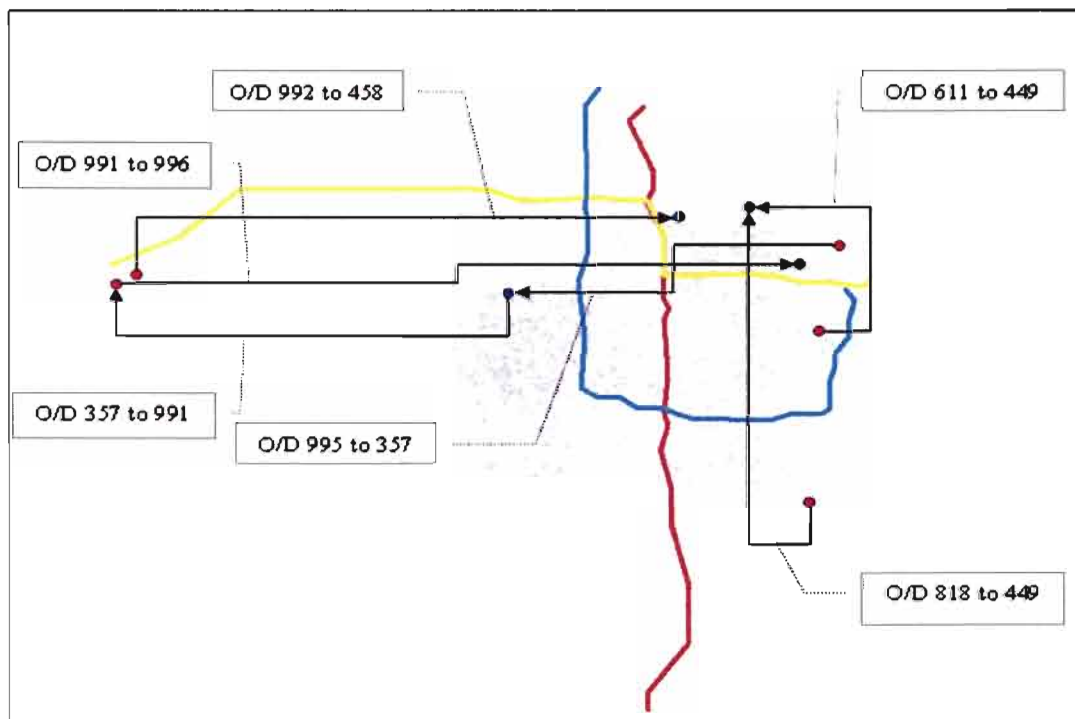 O/D 992 to 458
O/D 611 to 449
O/D 991 to 996
O/D 357 to 991
O/D 995 to 357
O/D 818 to 449